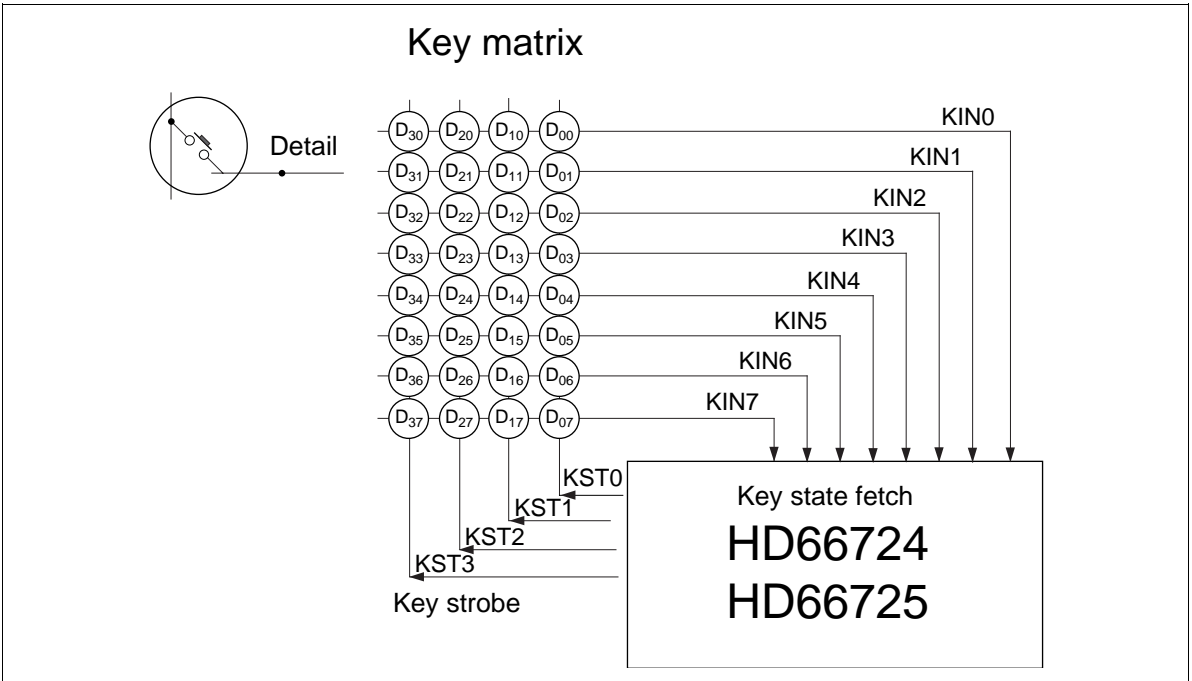 Key matrix
Detail
D30 D20 D10 D00 KIN0
D31 D21 D11 D01 KIN1
D32 D22 D12 D02 KIN2
D33 D23 D13 D03 KIN3
D34 D24 D14 D04 KIN4
D35 D25 D15 D05 KIN5
D36 D26 D16 D06 KIN6
D37 D27 D17 D07 KIN7
KST0
KST1
KST2
KST3
Key strobe
Key state fetch
HD66724
HD66725